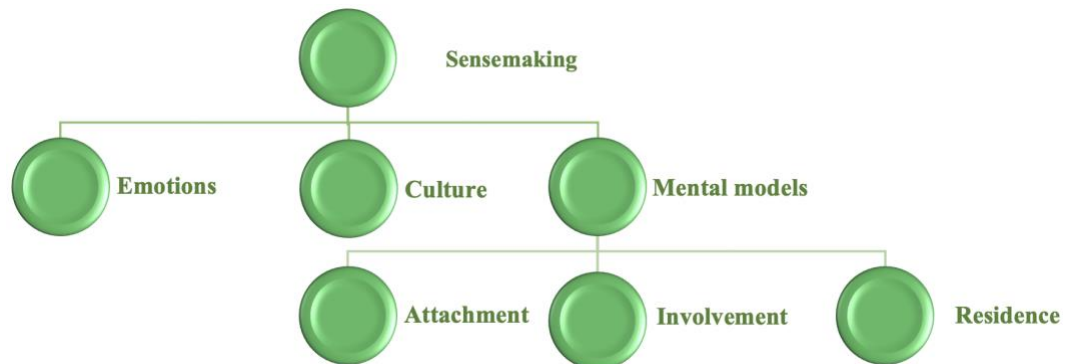 Sensemaking
Emotions
Culture
Mental models
Attachment
Involvement
Residence